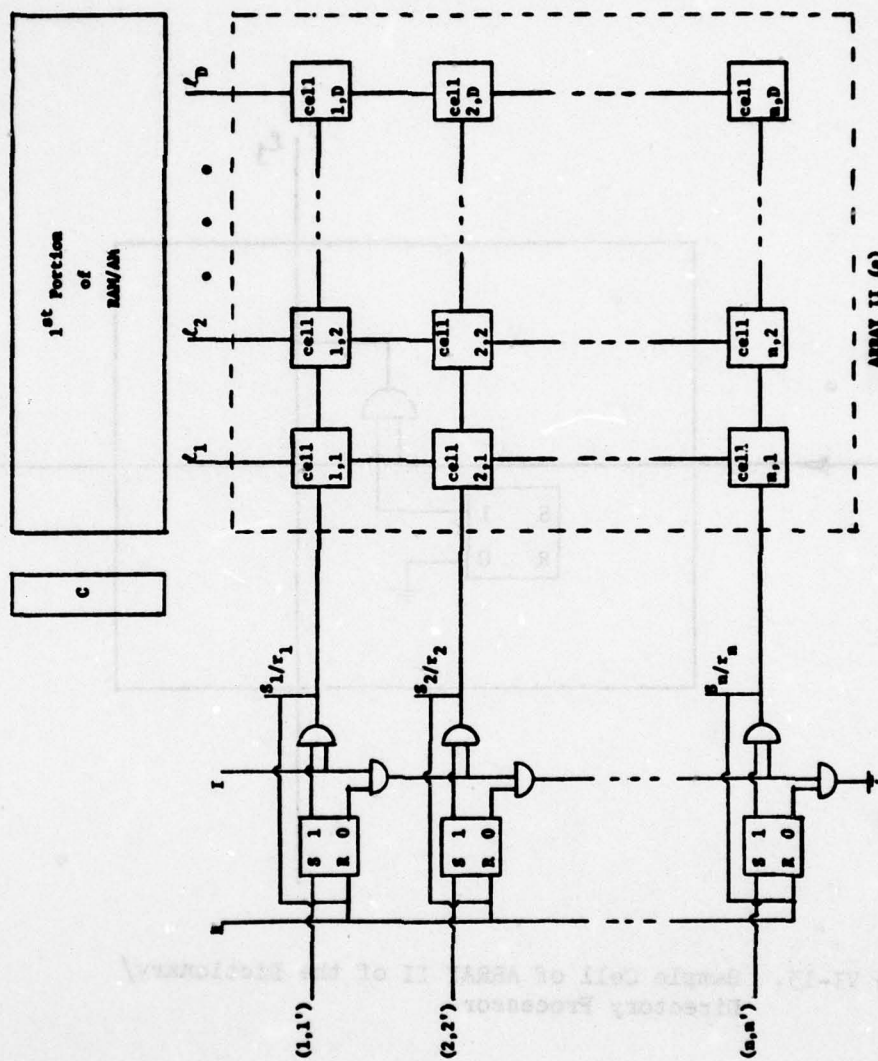 1st Portion
of
RAM/AM
C
ℓ1
ℓ2
ℓD
cell
1,1
cell
1,2
cell
1,D
cell
2,1
cell
2,2
cell
2,D
cell
n,1
cell
n,2
cell
n,D
ARRAY II (a)
S1/r1
S2/r2
Sn/rn
I
R
S 1
R 0
S 1
R 0
S 1
R 0
(1,1')
(2,2')
(n,n')
VI-15. Sample Cell of ARRAY II of the Dictionary/
Directory Processor
S 1
R 0